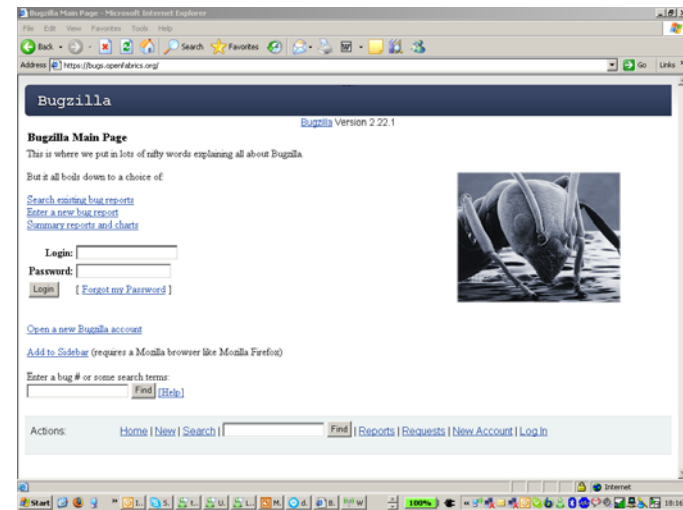 Bugzilla Main Page - Microsoft Internet Explorer
File Edit View Favorites Tools Help
Back Search Favorites
Address https://bugs.openfabrics.org/ Go Links
Bugzilla
Bugzilla Version 2.22.1
Bugzilla Main Page
This is where we put in lots of nifty words explaining all about Bugzilla.
But it all boils down to a choice of:
Search existing bug reports
Enter a new bug report
Summary reports and charts
Login:
Password:
Login [ Forgot my Password ]
Open a new Bugzilla account
Add to Sidebar (requires a Mozilla browser like Mozilla Firefox)
Enter a bug # or some search terms:
Find [Help]
Actions: Home | New | Search | Find | Reports | Requests | New Account | Log In
Internet
Start 100% 18:16